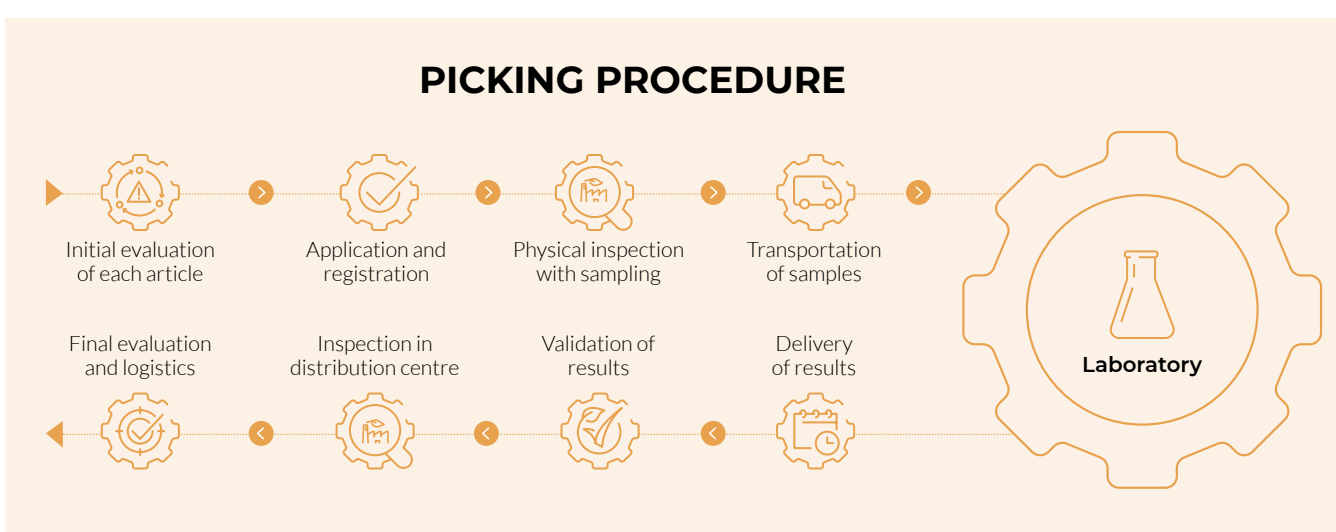 PICKING PROCEDURE
Initial evaluation
of each article
Application and
registration
Physical inspection
with sampling
Transportation
of samples
Laboratory
Delivery
of results
Validation of
results
Inspection in
distribution centre
Final evaluation
and logistics